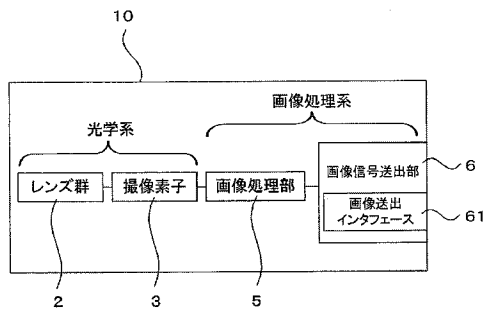 10
画像処理系
光学系
レンズ群
撮像素子
画像処理部
画像信号送出部
6
画像送出
インタフェース
61
2
3
5